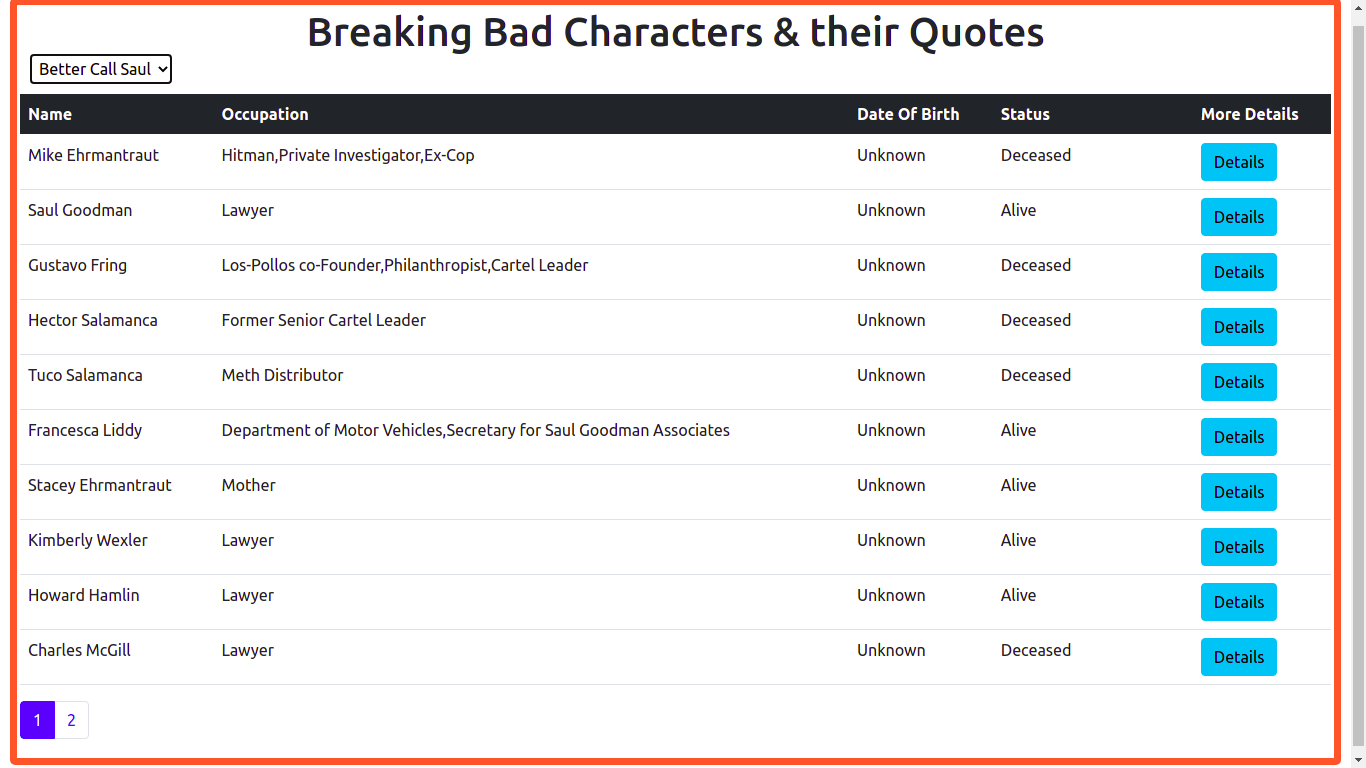 Breaking Bad Characters & their Quotes
Better Call Saul
Name Occupation Date Of Birth Status More Details
Mike Ehrmantraut Hitman,Private Investigator,Ex-Cop Unknown Deceased Details
Saul Goodman Lawyer Unknown Alive Details
Gustavo Fring Los-Pollos co-Founder,Philanthropist,Cartel Leader Unknown Deceased Details
Hector Salamanca Former Senior Cartel Leader Unknown Deceased Details
Tuco Salamanca Meth Distributor Unknown Deceased Details
Francesca Liddy Department of Motor Vehicles,Secretary for Saul Goodman Associates Unknown Alive Details
Stacey Ehrmantraut Mother Unknown Alive Details
Kimberly Wexler Lawyer Unknown Alive Details
Howard Hamlin Lawyer Unknown Alive Details
Charles McGill Lawyer Unknown Deceased Details
1 2